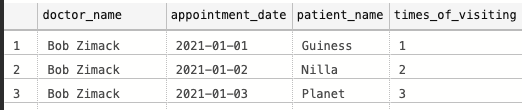 doctor_name appointment_date patient_name times_of_visiting
1 Bob Zimack 2021-01-01 Guiness 1
2 Bob Zimack 2021-01-02 Nilla 2
3 Bob Zimack 2021-01-03 Planet 3